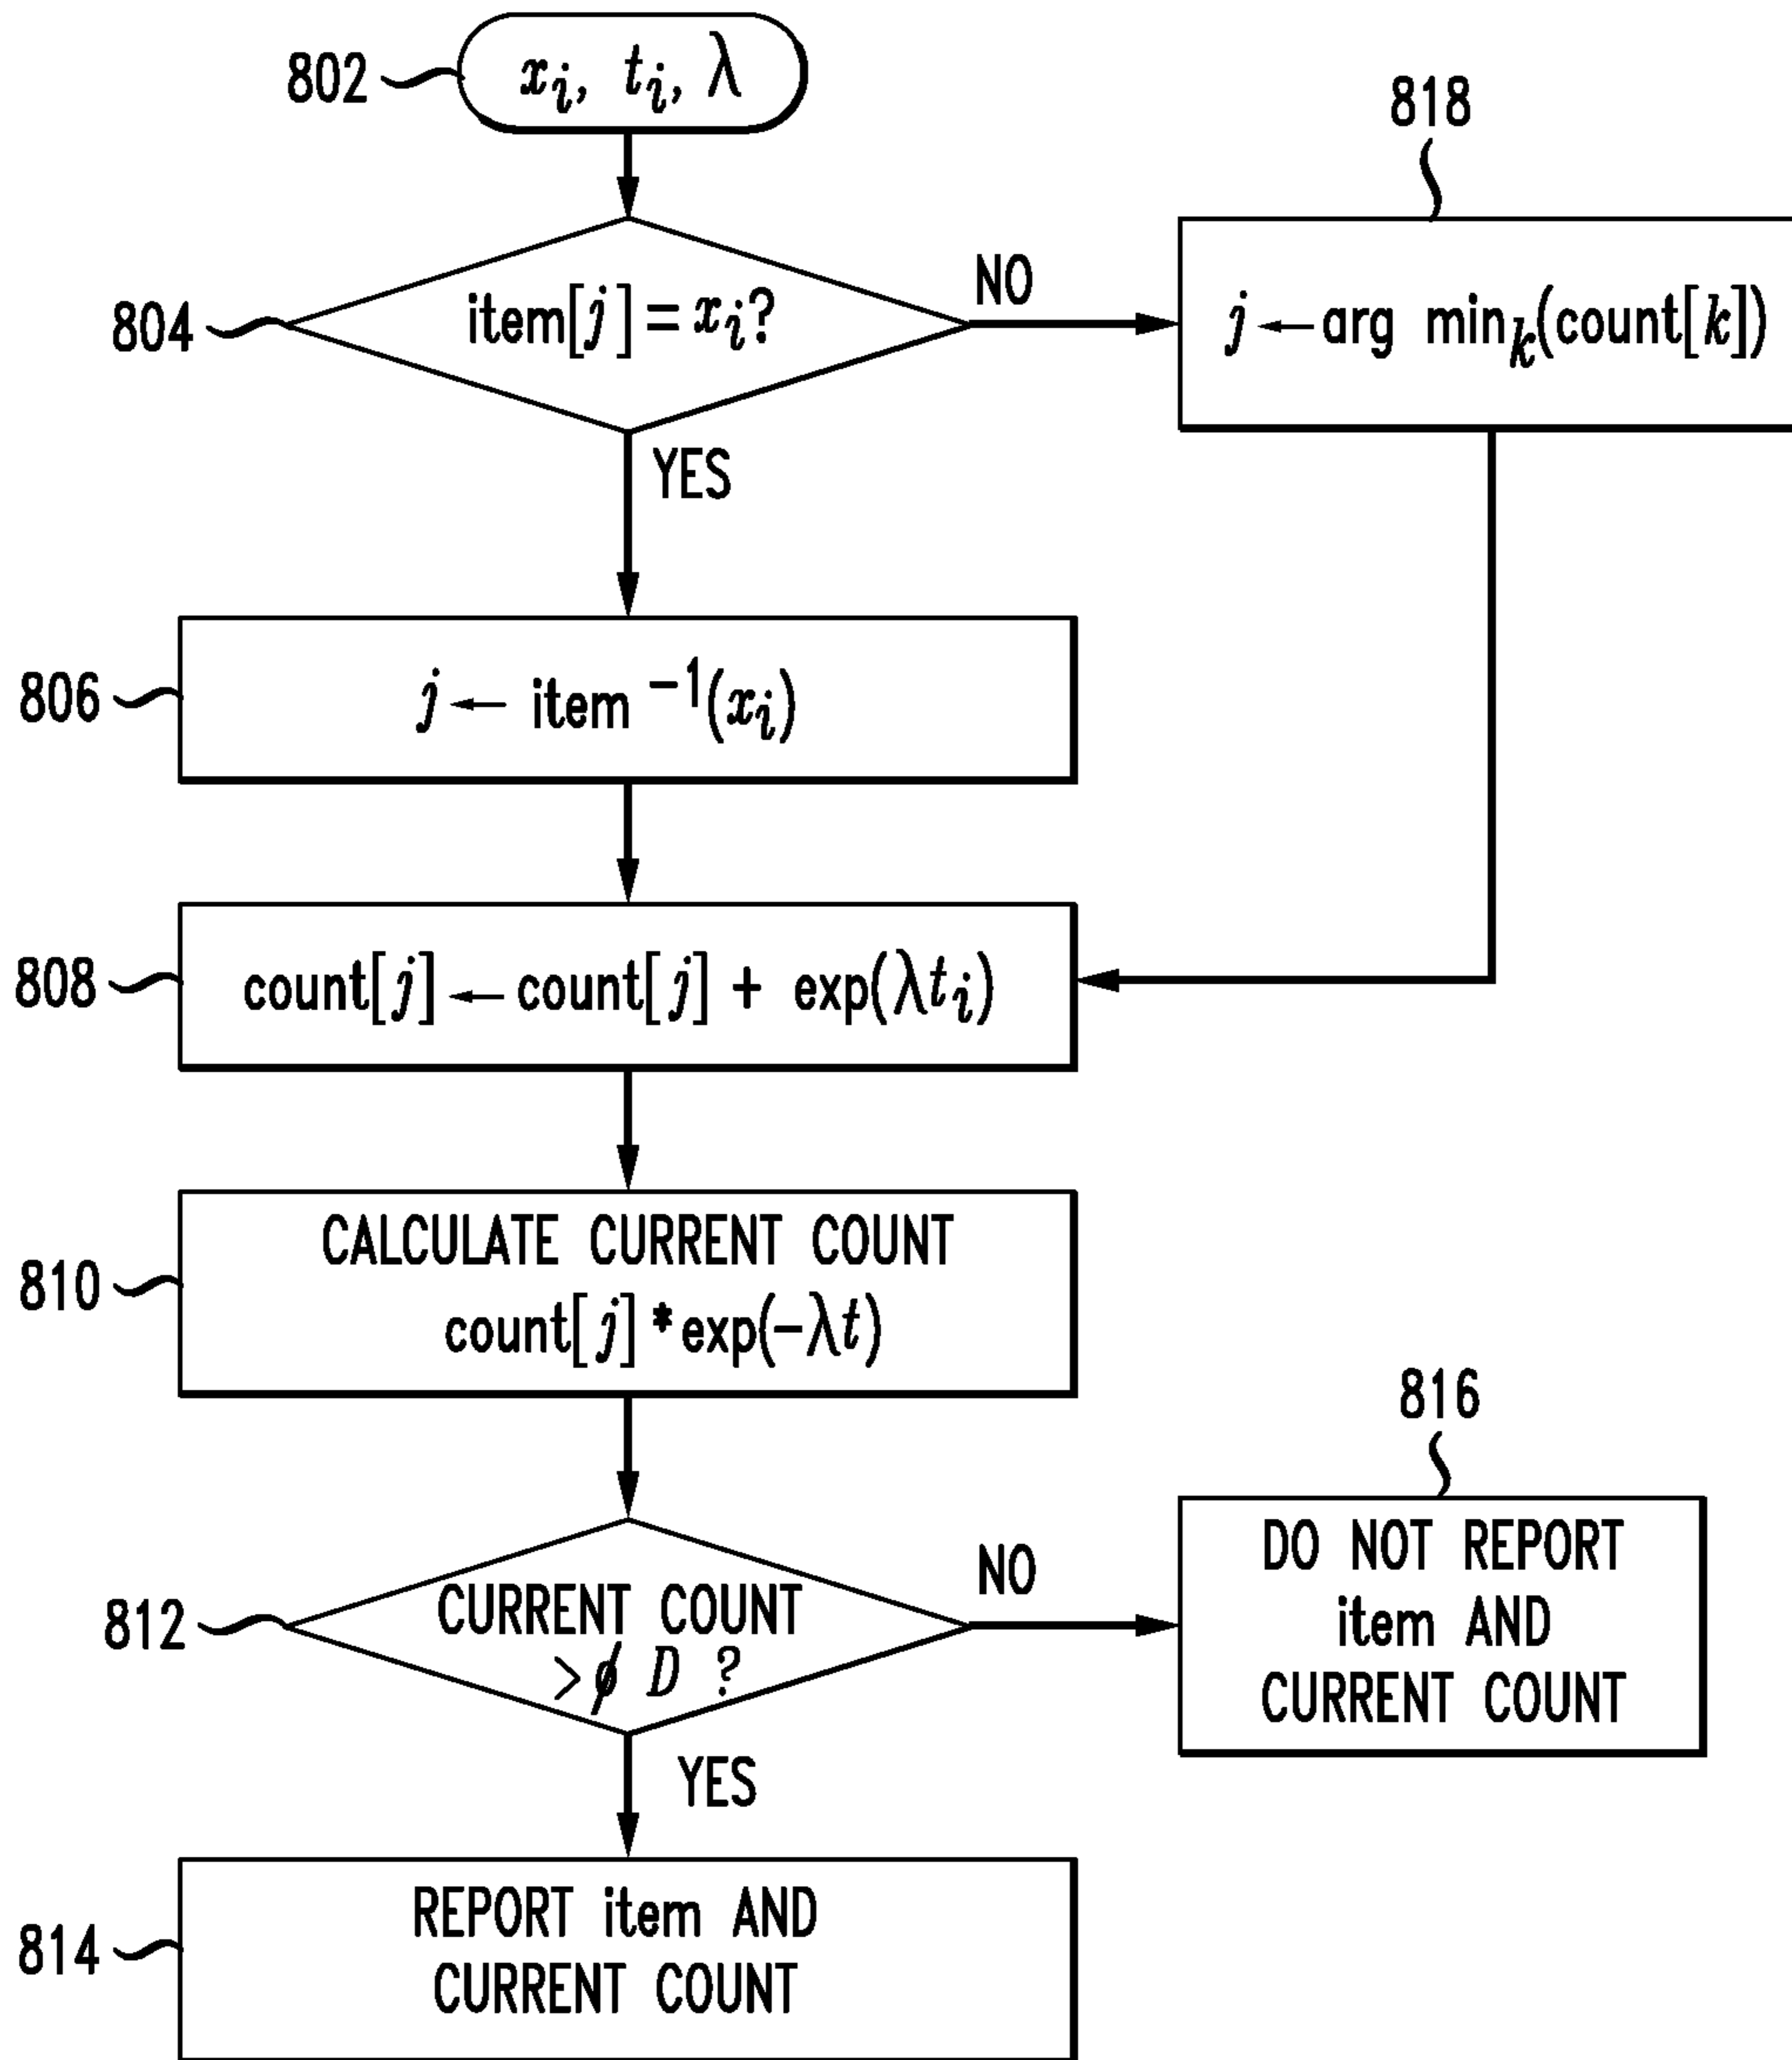 802
x_i, t_i, λ
818
804
item[j] = x_i?
NO
j ← arg min_k(count[k])
YES
806
j ← item^{-1}(x_i)
808
count[j] ← count[j] + exp(λt_i)
810
CALCULATE CURRENT COUNT
count[j] * exp(-λt)
816
812
CURRENT COUNT
> ϕ D ?
NO
DO NOT REPORT
item AND
CURRENT COUNT
YES
814
REPORT item AND
CURRENT COUNT